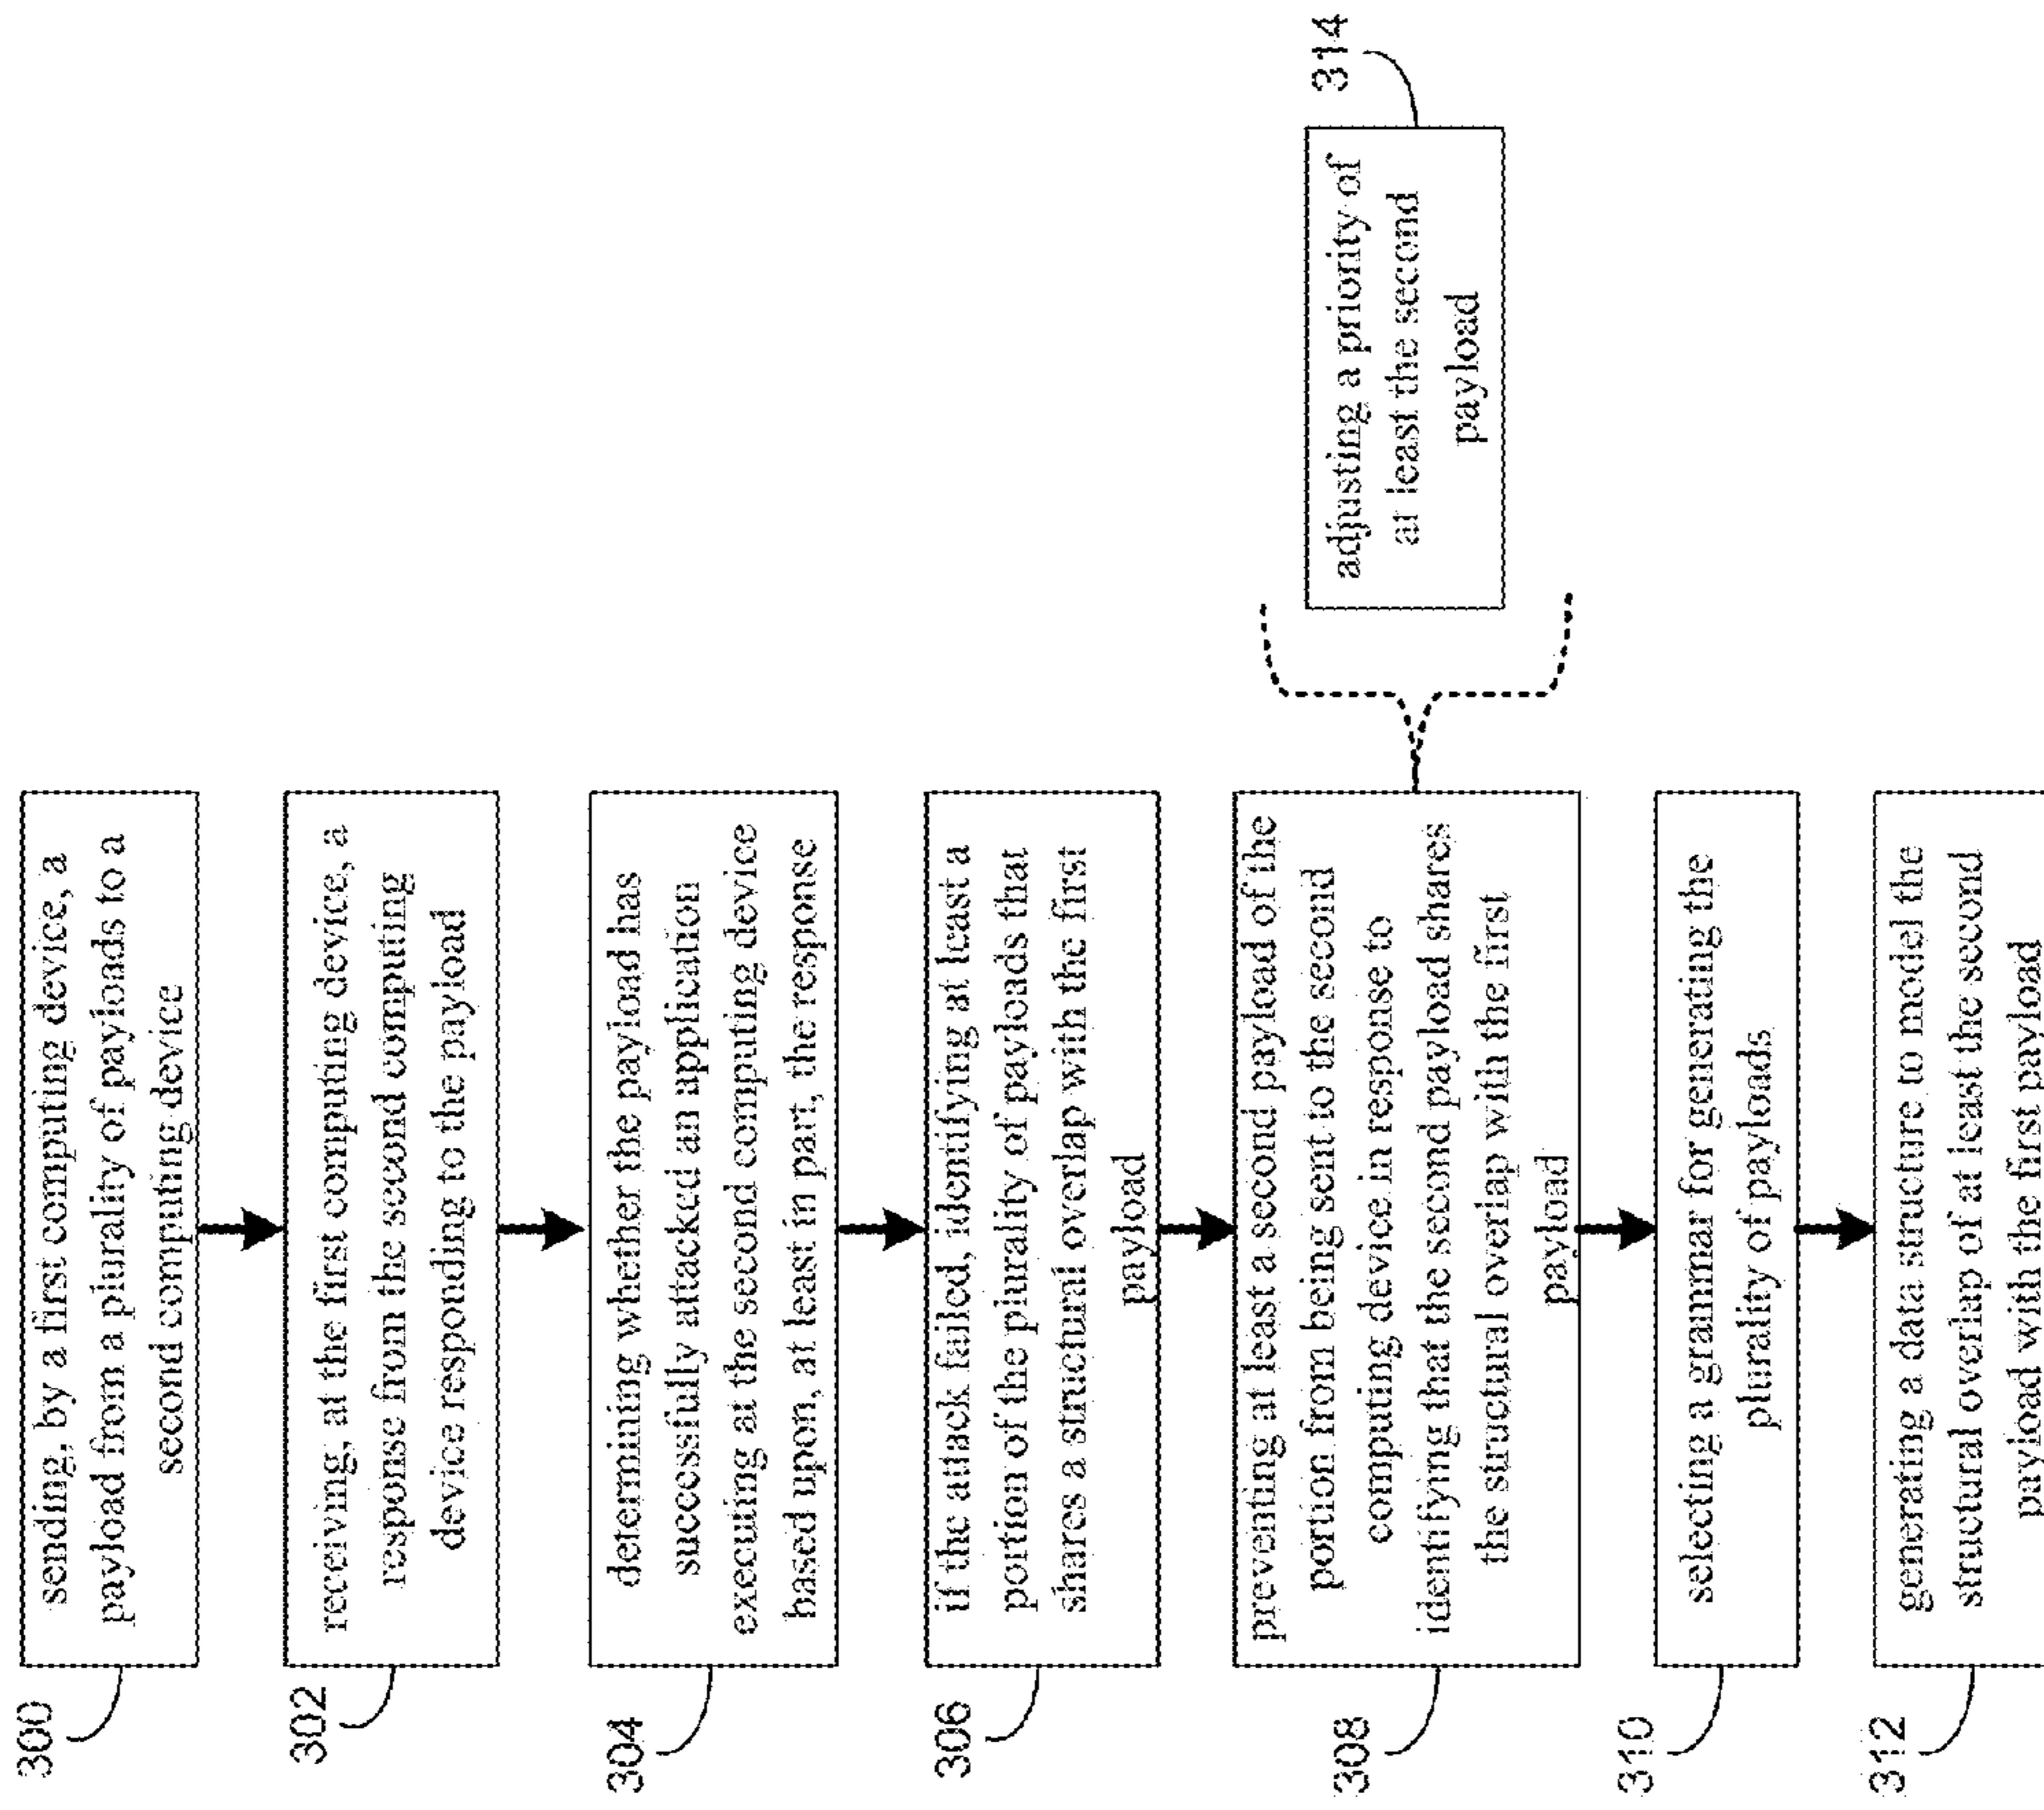 300
sending, by a first computing device, a
payload from a plurality of payloads to a
second computing device
302
receiving, at the first computing device, a
response from the second computing
device responding to the payload
304
determining whether the payload has
successfully attacked an application
executing at the second computing device
based upon, at least in part, the response
306
if the attack failed, identifying at least a
portion of the plurality of payloads that
shares a structural overlap with the first
payload
308
preventing at least a second payload of the
portion from being sent to the second
computing device in response to
identifying that the second payload shares
the structural overlap with the first
payload
314
adjusting a priority of
at least the second
payload
310
selecting a grammar for generating the
plurality of payloads
312
generating a data structure to model the
structural overlap of at least the second
payload with the first payload